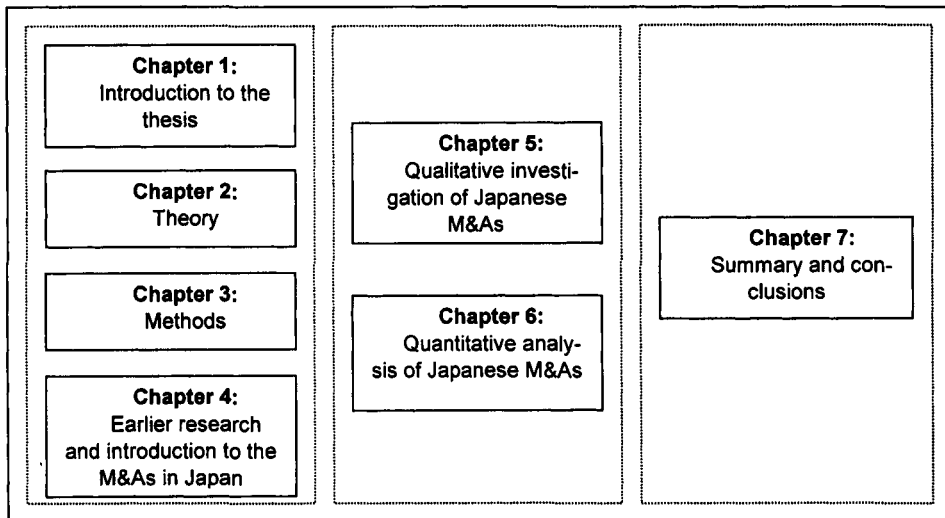 Chapter 1:
Introduction to the
thesis
Chapter 2:
Theory
Chapter 3:
Methods
Chapter 4:
Earlier research
and introduction to the
M&As in Japan
Chapter 5:
Qualitative investi-
gation of Japanese
M&As
Chapter 6:
Quantitative analy-
sis of Japanese M&As
Chapter 7:
Summary and con-
clusions